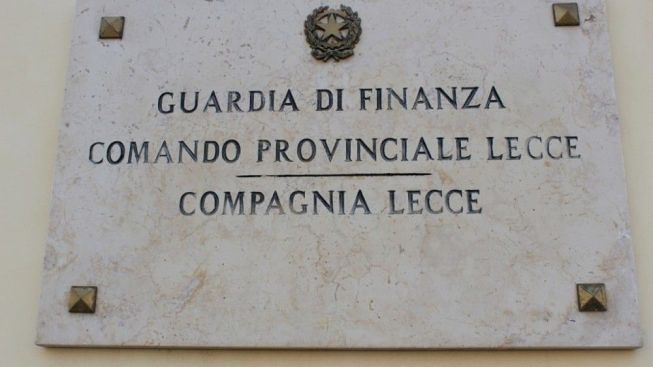 GUARDIA DI FINANZA
COMANDO PROVINCIALE LECCE
COMPAGNIA LECCE